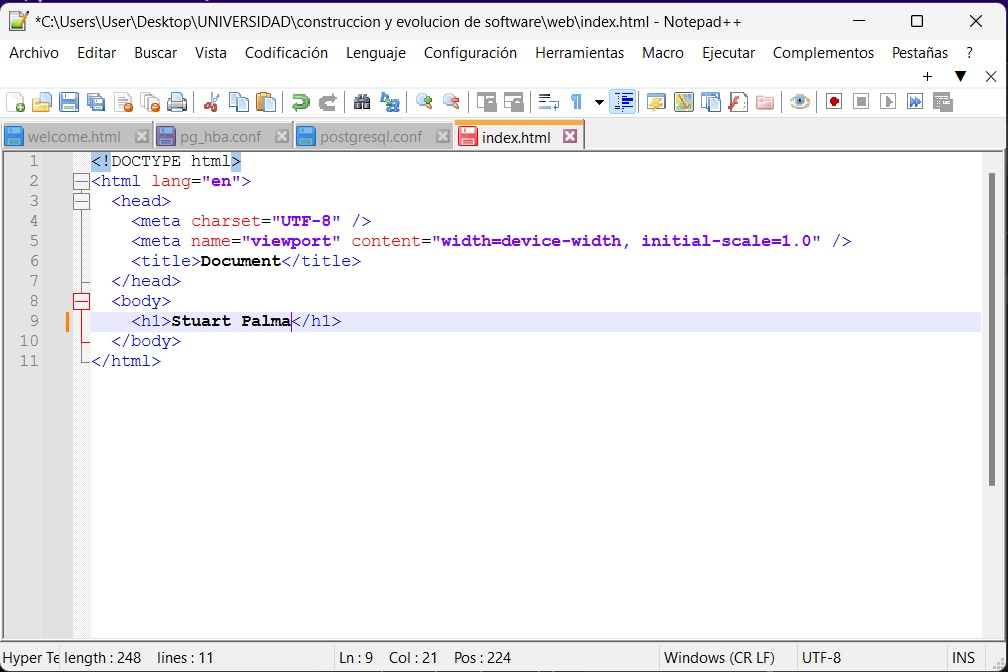 *C:\Users\User\Desktop\UNIVERSIDAD\construccion y evolucion de software\web\index.html - Notepad++
Archivo Editar Buscar Vista Codificación Lenguaje Configuración Herramientas Macro Ejecutar Complementos Pestañas ?
welcome.html pg_hba.conf postgresql.conf index.html
1 <!DOCTYPE html>
2 <html lang="en">
3 <head>
4 <meta charset="UTF-8" />
5 <meta name="viewport" content="width=device-width, initial-scale=1.0" />
6 <title>Document</title>
7 </head>
8 <body>
9 <h1>Stuart Palma</h1>
10 </body>
11 </html>
Hyper Te length : 248 lines : 11 Ln : 9 Col : 21 Pos : 224 Windows (CR LF) UTF-8 INS